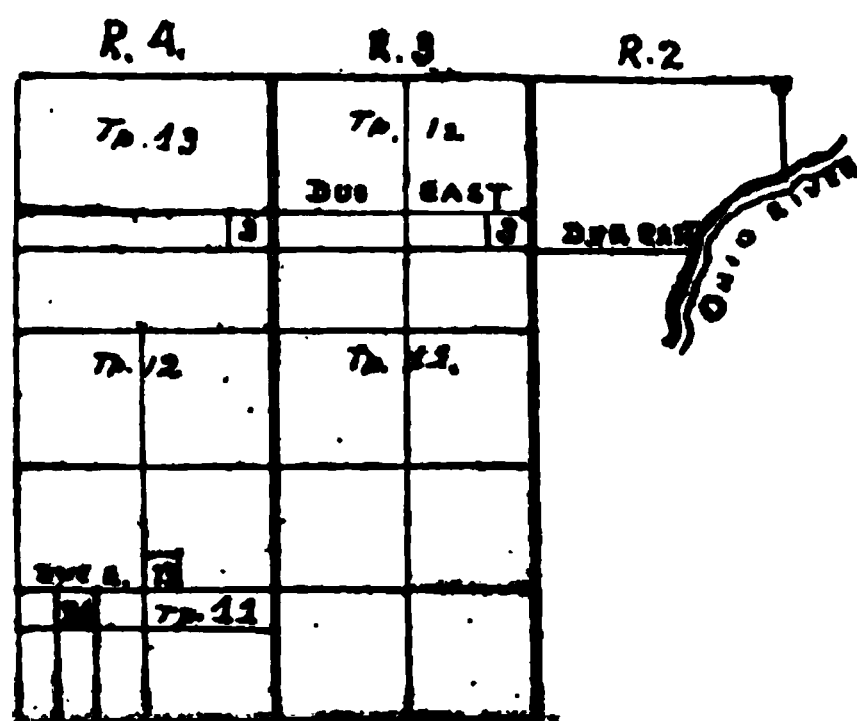 R. 4. R. 3 R. 2
Tp. 13 Tp. 12
DUE EAST
3 3 DUE EAST
OHIO RIVER
Tp. 12 Tp. 11.
DUE E.
Tp. 11